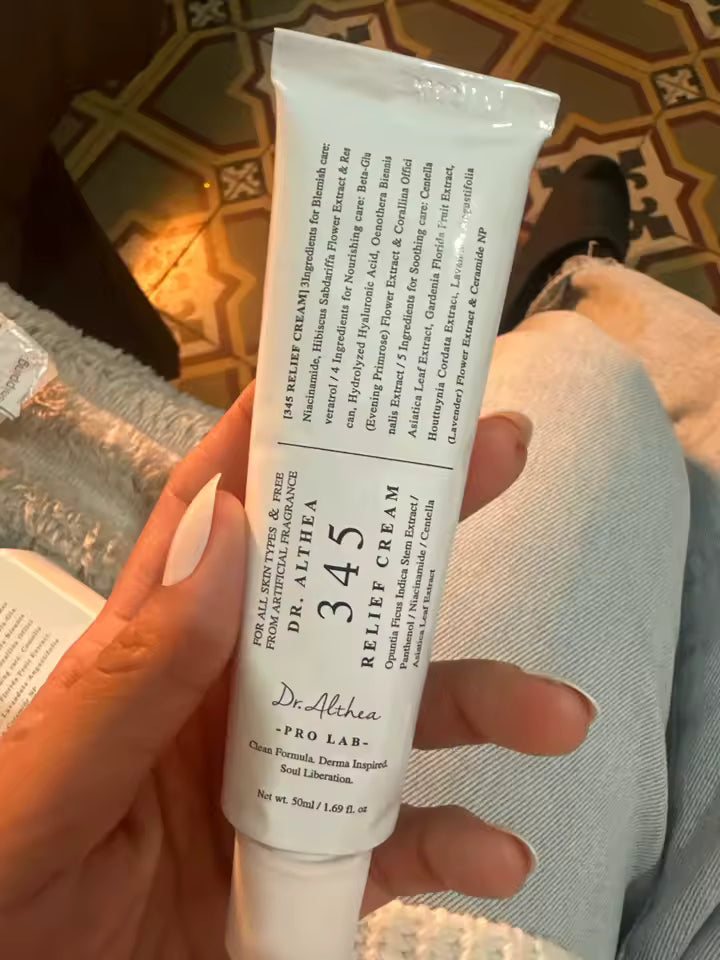 [345 RELIEF CREAM] 3Ingredients for Blemish care:
Niacinamide, Hibiscus Sabdariffa Flower Extract & Res
veratrol / 4 Ingredients for Nourishing care: Beta-Glu
can, Hydrolyzed Hyaluronic Acid, Oenothera Biennis
(Evening Primrose) Flower Extract & Corallina Offici
nalis Extract / 5 Ingredients for Soothing care: Centella
Asiatica Leaf Extract, Gardenia Florida Fruit Extract,
Houttuynia Cordata Extract, Angustifolia
(Lavender) Flower Extract & Ceramide NP
FOR ALL SKIN TYPES & FREE
FROM ARTIFICIAL FRAGRANCE
DR. ALTHEA
345
RELIEF CREAM
Opuntia Ficus Indica Stem Extract /
Panthenol / Niacinamide / Centella
Asiatica Leaf Extract
Dr.Althea
-PRO LAB-
Clean Formula. Derma Inspired.
Soul Liberation.
Net wt. 50ml / 1.69 fl. oz